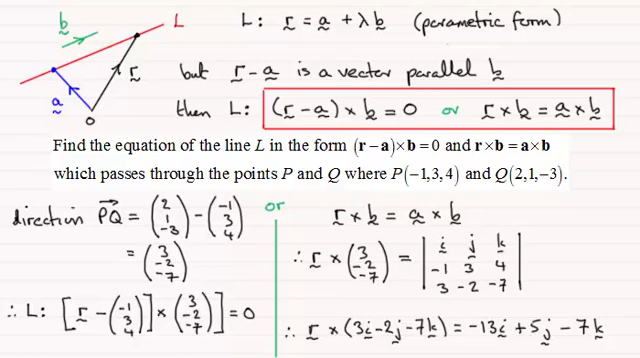 b L L: r = a + λb (parametric form)
r but r - a is a vector parallel b
a O then L: (r - a) × b = 0 or r × b = a × b
Find the equation of the line L in the form (r − a)×b = 0 and r×b = a×b
which passes through the points P and Q where P(−1,3,4) and Q(2,1,−3).
direction PQ⃗ = (2 1 -3) - (-1 3 4)
= (3 -2 -7)
∴ L: [r - (-1 3 4)] × (3 -2 -7) = 0
or
r × b = a × b
∴ r × (3 -2 -7) = | i j k
-1 3 4
3 -2 -7 |
∴ r × (3i - 2j - 7k) = -13i + 5j - 7k